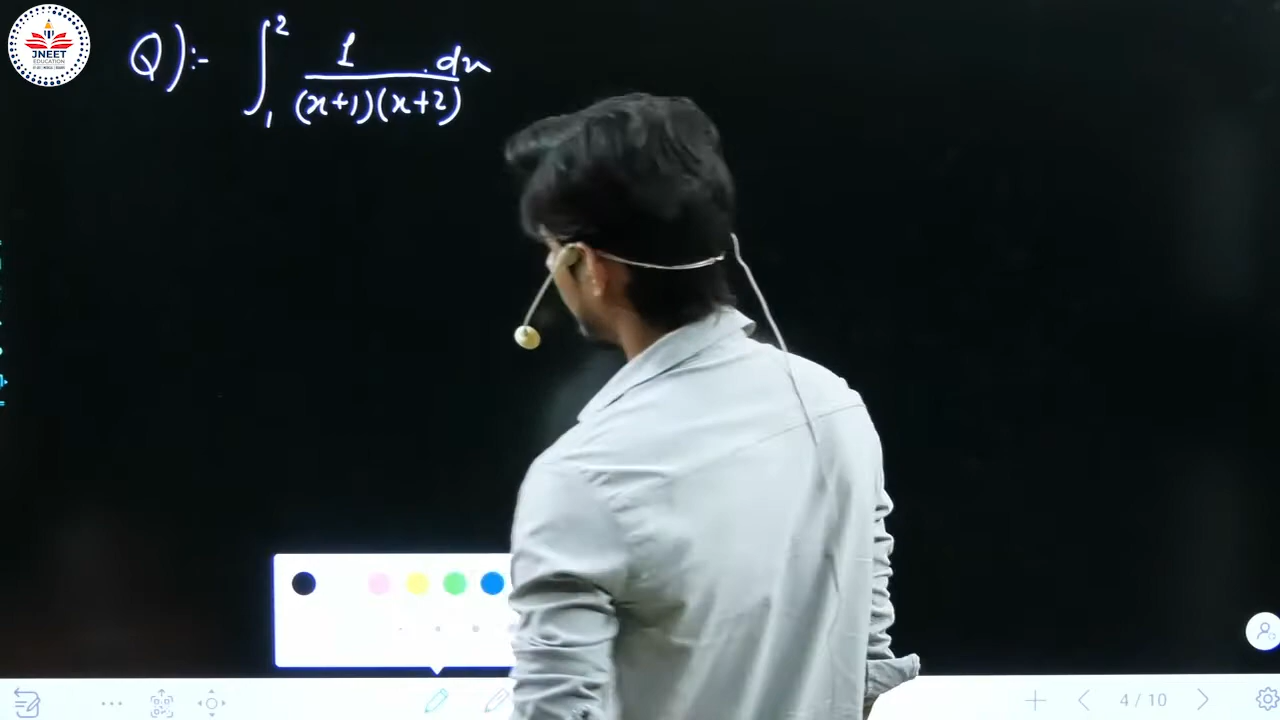 JNEET
EDUCATION
Q):- ∫₁² 1/((x+1)(x+2)) .dx
4 / 10